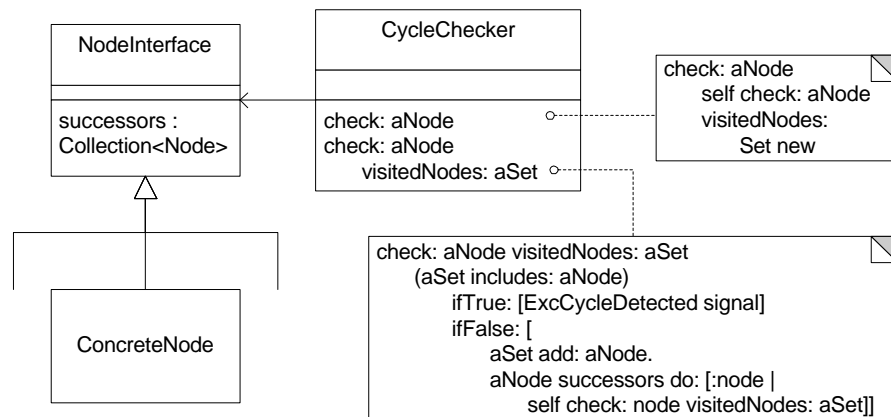 NodeInterface
successors :
Collection<Node>
ConcreteNode
CycleChecker
check: aNode
check: aNode
visitedNodes: aSet
check: aNode
self check: aNode
visitedNodes:
Set new
check: aNode visitedNodes: aSet
(aSet includes: aNode)
ifTrue: [ExcCycleDetected signal]
ifFalse: [
aSet add: aNode.
aNode successors do: [:node |
self check: node visitedNodes: aSet]]